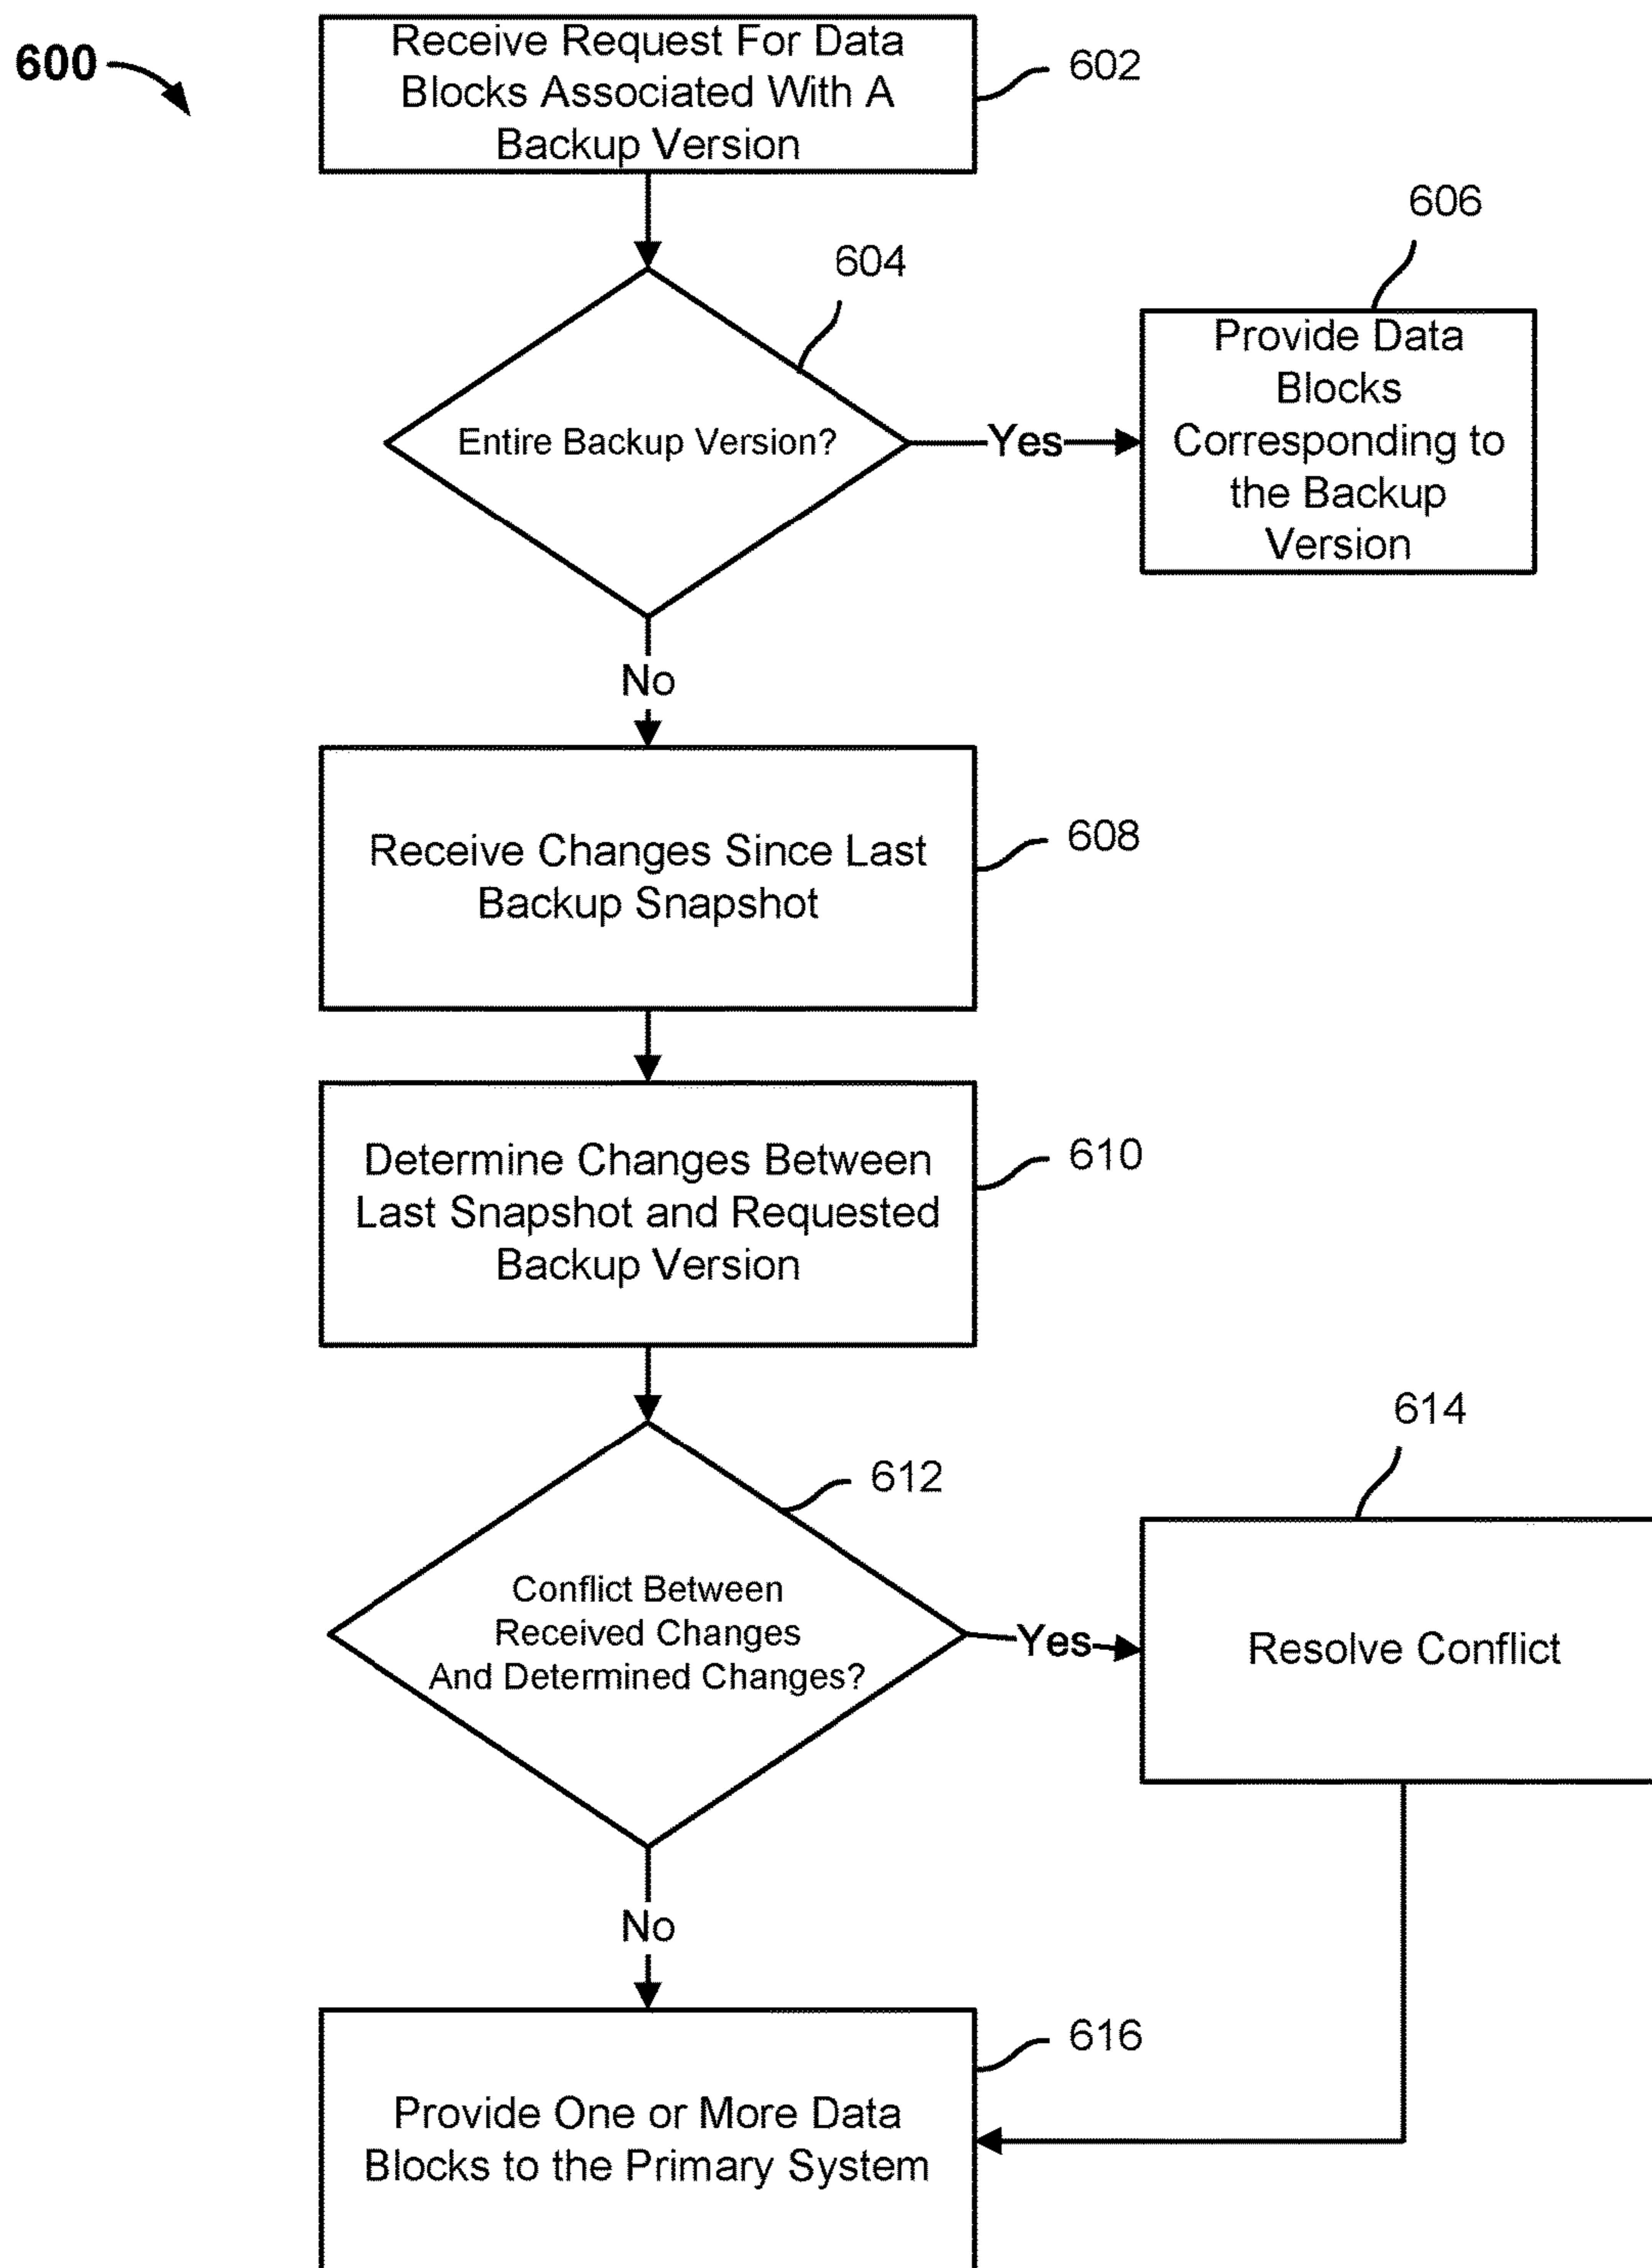 600
Receive Request For Data
Blocks Associated With A
Backup Version
602
604
Entire Backup Version?
Yes
606
Provide Data
Blocks
Corresponding to
the Backup
Version
No
Receive Changes Since Last
Backup Snapshot
608
Determine Changes Between
Last Snapshot and Requested
Backup Version
610
612
Conflict Between
Received Changes
And Determined Changes?
Yes
614
Resolve Conflict
No
616
Provide One or More Data
Blocks to the Primary System